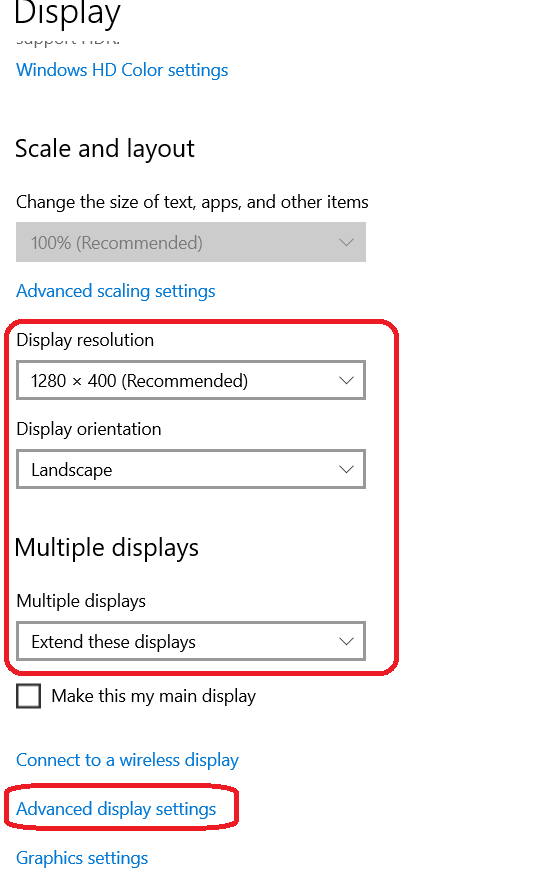 Display
support HDR.
Windows HD Color settings
Scale and layout
Change the size of text, apps, and other items
100% (Recommended)
Advanced scaling settings
Display resolution
1280 × 400 (Recommended)
Display orientation
Landscape
Multiple displays
Multiple displays
Extend these displays
Make this my main display
Connect to a wireless display
Advanced display settings
Graphics settings